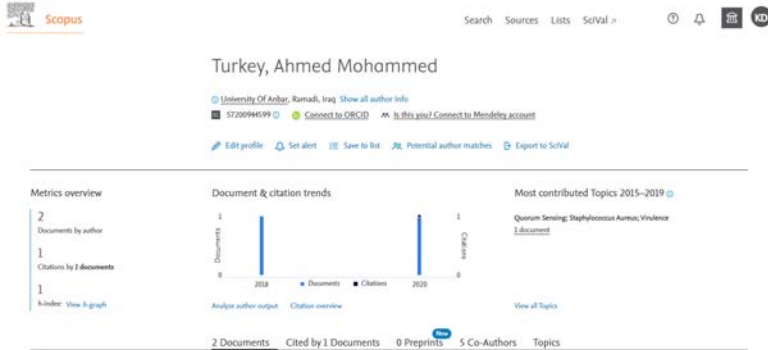 Scopus
Search Sources Lists SciVal
KD
Turkey, Ahmed Mohammed
University Of Anbar, Ramadi, Iraq Show all author info
57200944599 Connect to ORCID Is this you? Connect to Mendeley account
Edit profile Set alert Save to list Potential author matches Export to SciVal
Metrics overview
2
Documents by author
1
Citations by 1 documents
1
h-index: View h-graph
Document & citation trends
Documents
1
0
2018
2020
1
0
Citations
Documents Citations
Analyze author output Citation overview
Most contributed Topics 2015–2019
Quorum Sensing; Staphylococcus Aureus; Virulence
1 document
View all Topics
New
2 Documents Cited by 1 Documents 0 Preprints 5 Co-Authors Topics